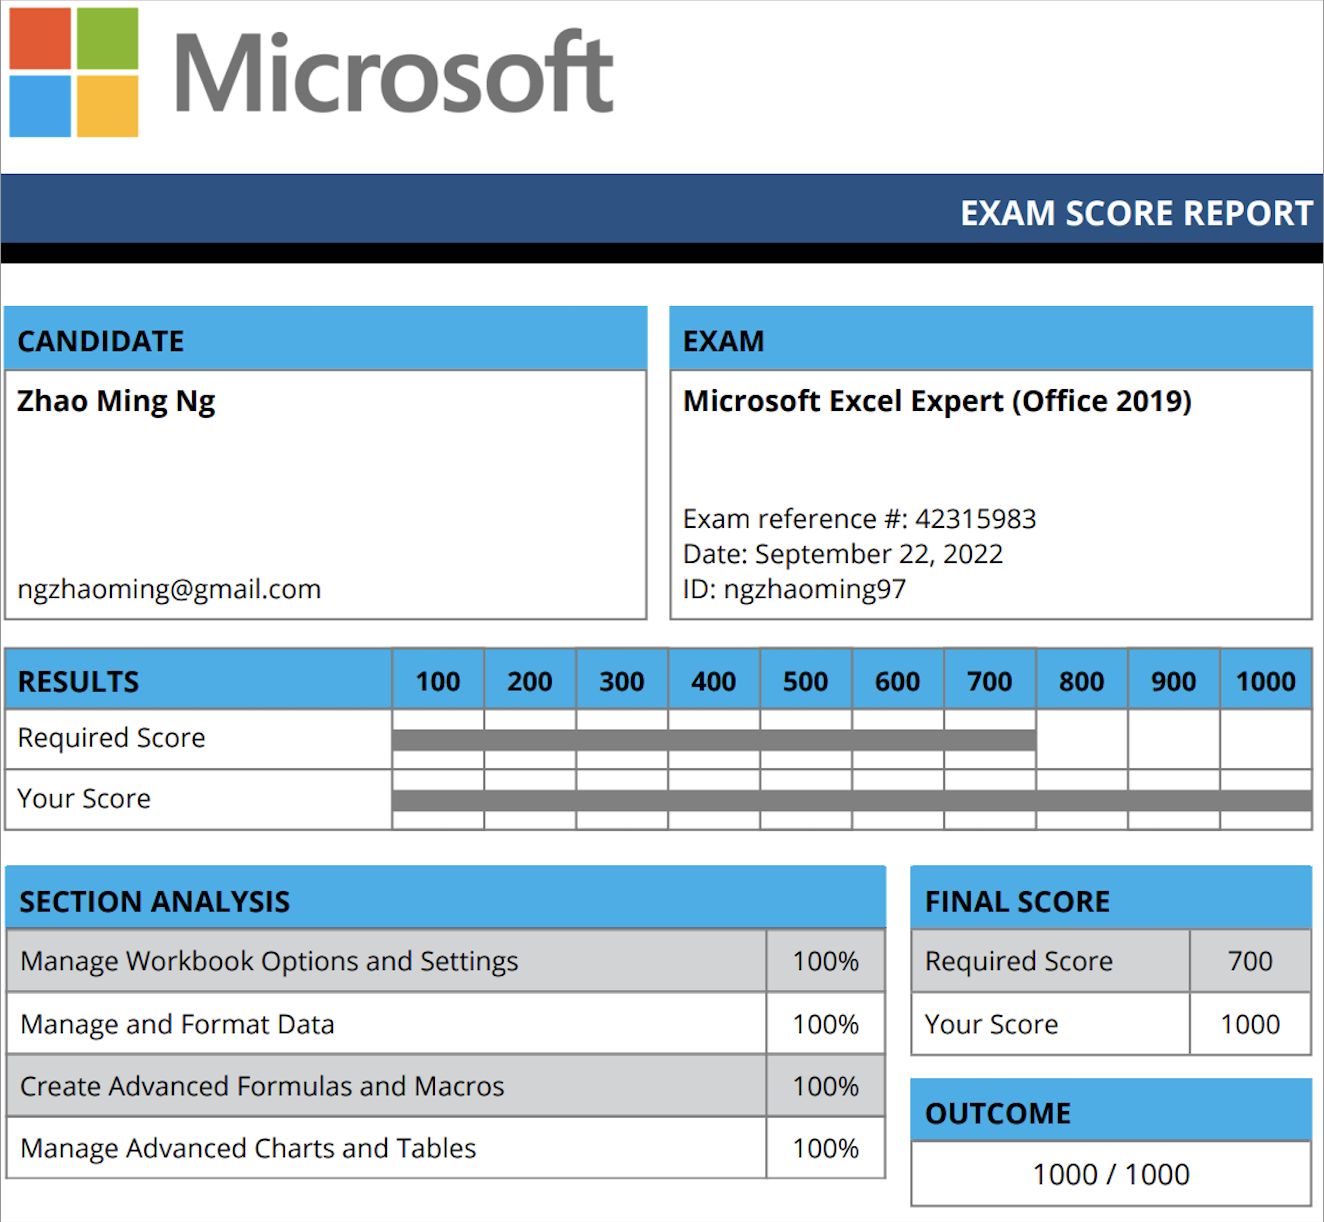 Microsoft
EXAM SCORE REPORT
CANDIDATE
Zhao Ming Ng
ngzhaoming@gmail.com
EXAM
Microsoft Excel Expert (Office 2019)
Exam reference #: 42315983
Date: September 22, 2022
ID: ngzhaoming97
RESULTS 100 200 300 400 500 600 700 800 900 1000
Required Score
Your Score
SECTION ANALYSIS
Manage Workbook Options and Settings 100%
Manage and Format Data 100%
Create Advanced Formulas and Macros 100%
Manage Advanced Charts and Tables 100%
FINAL SCORE
Required Score 700
Your Score 1000
OUTCOME
1000 / 1000